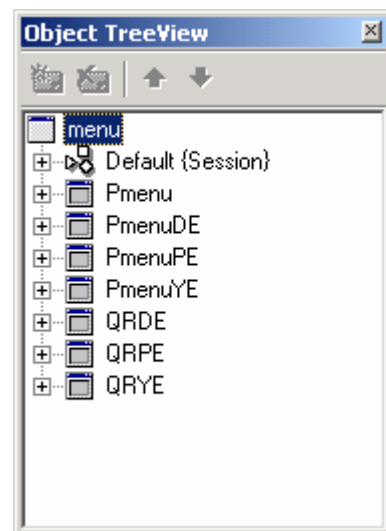 Object TreeView
menu
Default {Session}
Pmenu
PmenuDE
PmenuPE
PmenuYE
QRDE
QRPE
QRYE